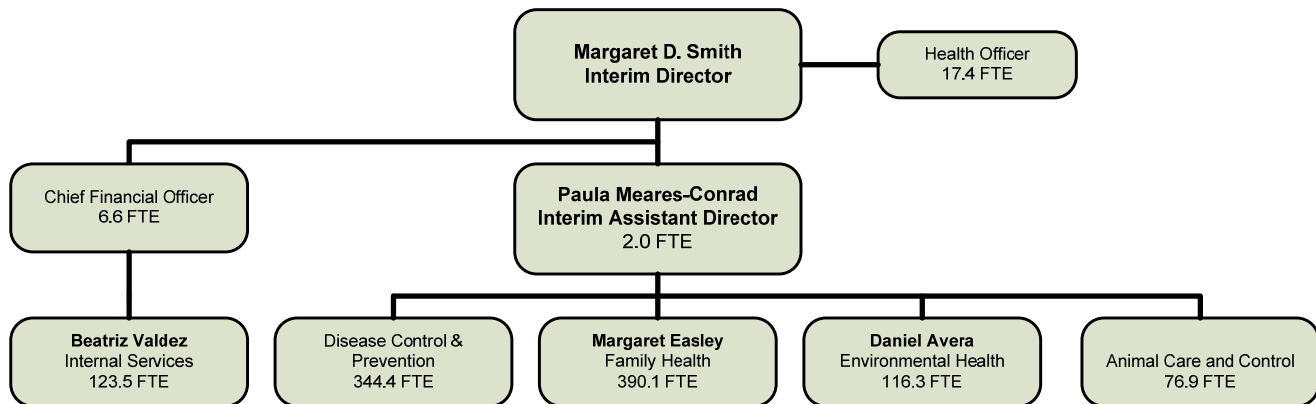 Margaret D. Smith
Interim Director
Health Officer
17.4 FTE
Chief Financial Officer
6.6 FTE
Paula Meares-Conrad
Interim Assistant Director
2.0 FTE
Beatriz Valdez
Internal Services
123.5 FTE
Disease Control &
Prevention
344.4 FTE
Margaret Easley
Family Health
390.1 FTE
Daniel Avera
Environmental Health
116.3 FTE
Animal Care and Control
76.9 FTE